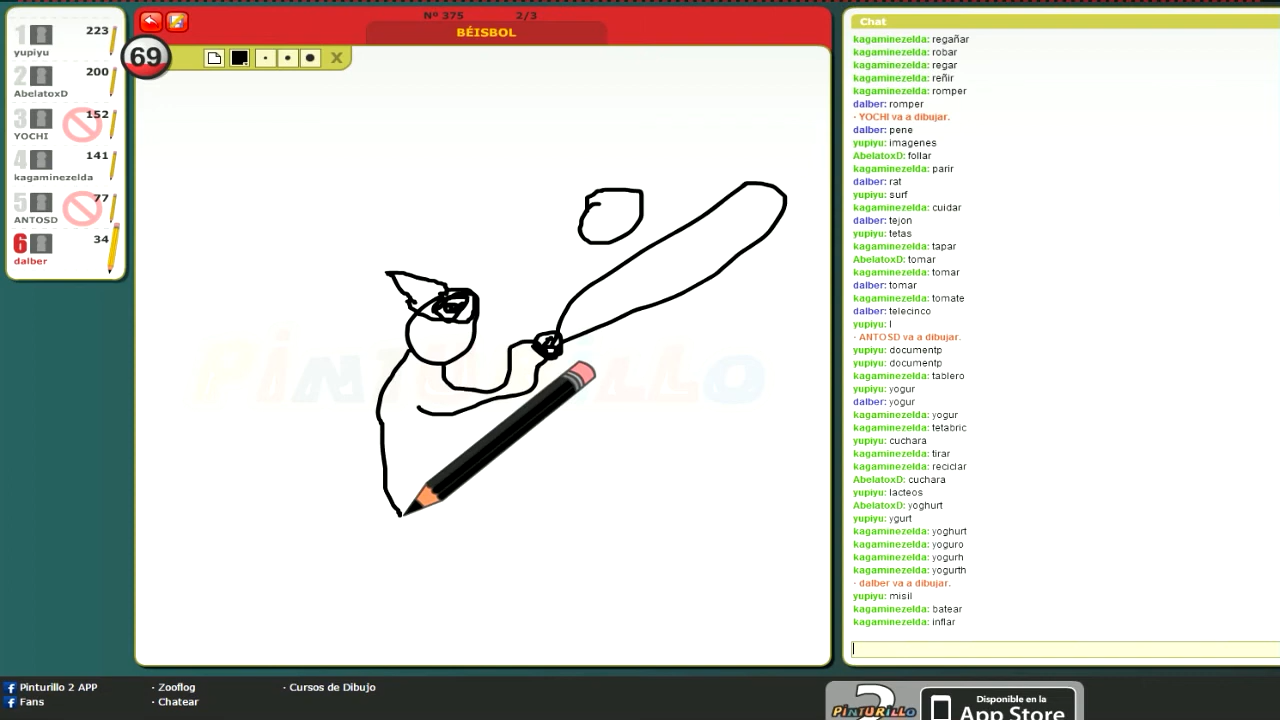 Nº 375 2/3
BÉISBOL
69
1 223
yupiyu
2 200
AbelatoxD
3 152
YOCHI
4 141
kagaminezelda
5 77
ANTOSD
6 34
dalber
X
iNTURiLLO
Chat
kagaminezelda: regañar
kagaminezelda: robar
kagaminezelda: regar
kagaminezelda: reñir
kagaminezelda: romper
dalber: romper
· YOCHI va a dibujar.
dalber: pene
yupiyu: imagenes
AbelatoxD: follar
kagaminezelda: parir
dalber: rat
yupiyu: surf
kagaminezelda: cuidar
dalber: tejon
yupiyu: tetas
kagaminezelda: tapar
AbelatoxD: tomar
kagaminezelda: tomar
dalber: tomar
kagaminezelda: tomate
dalber: telecinco
yupiyu: l
· ANTOSD va a dibujar.
yupiyu: documentp
yupiyu: documentp
kagaminezelda: tablero
yupiyu: yogur
dalber: yogur
kagaminezelda: yogur
kagaminezelda: tetabric
yupiyu: cuchara
kagaminezelda: tirar
kagaminezelda: reciclar
AbelatoxD: cuchara
yupiyu: lacteos
AbelatoxD: yoghurt
yupiyu: ygurt
kagaminezelda: yoghurt
kagaminezelda: yoguro
kagaminezelda: yogurh
kagaminezelda: yogurth
· dalber va a dibujar.
yupiyu: misil
kagaminezelda: batear
kagaminezelda: inflar
f Pinturillo 2 APP
f Fans
· Zooflog
· Chatear
· Cursos de Dibujo
2
PiNTURiLLO
Disponible en la
App Store